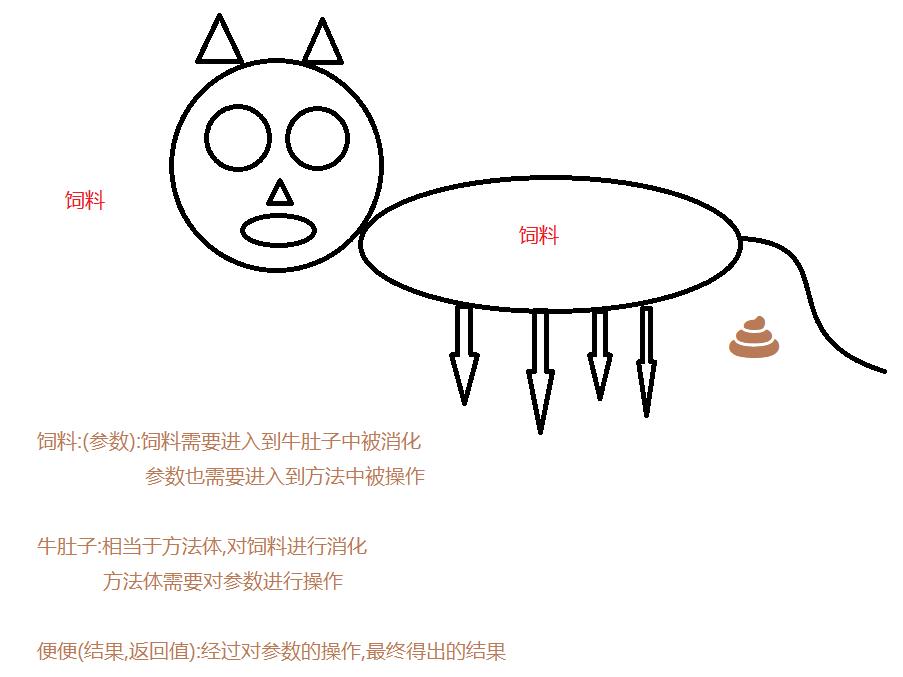 饲料
饲料
饲料:(参数):饲料需要进入到牛肚子中被消化
参数也需要进入到方法中被操作
牛肚子:相当于方法体,对饲料进行消化
方法体需要对参数进行操作
便便(结果,返回值):经过对参数的操作,最终得出的结果